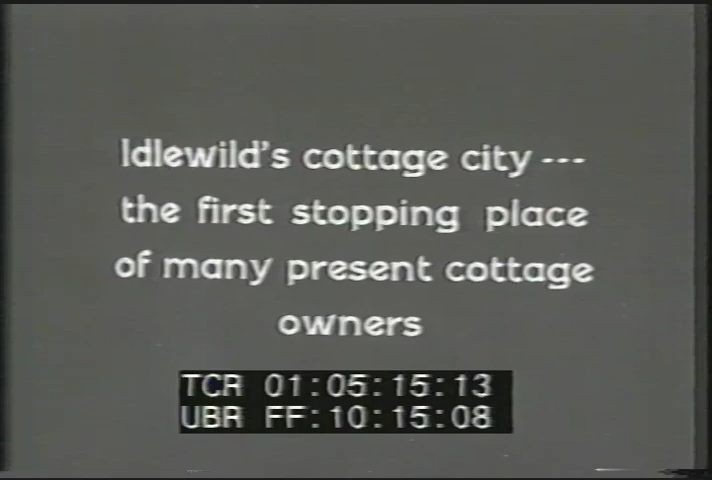 Idlewild's cottage city ---
the first stopping place
of many present cottage
owners
TCR 01:05:15:13
UBR FF:10:15:08